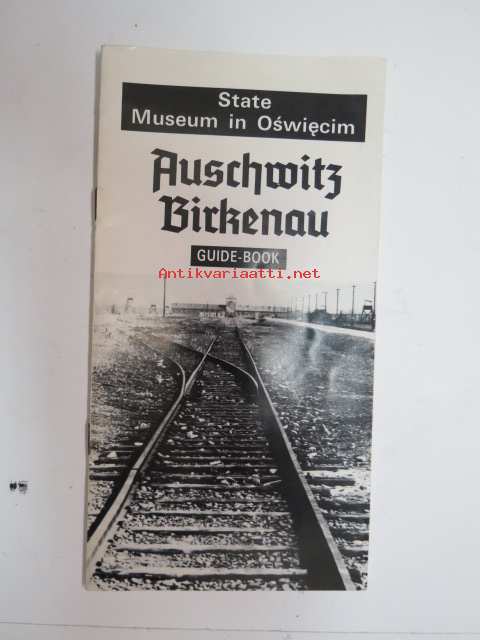 State
Museum in Oświęcim
Auschwitz
Birkenau
GUIDE-BOOK
Antikvariaatti.net